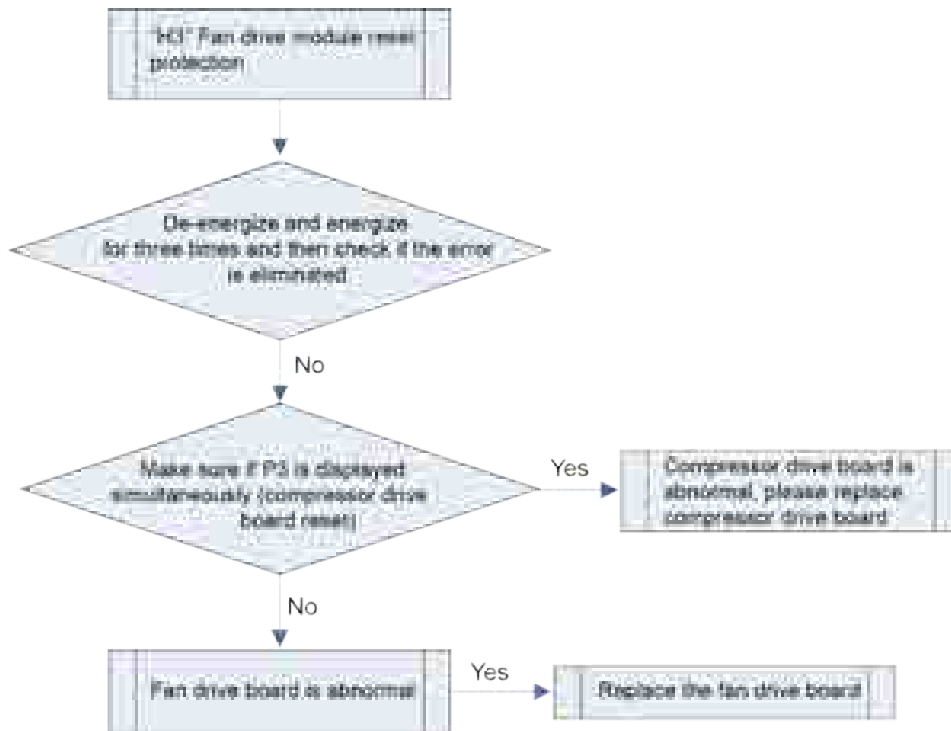 "H3" Fan drive module reset
protection
De-energize and energize
for three times and then check if the error
is eliminated
No
Make sure if P3 is displayed
simultaneously (compressor drive
board reset)
Yes
Compressor drive board is
abnormal, please replace
compressor drive board
No
Fan drive board is abnormal
Yes
Replace the fan drive board